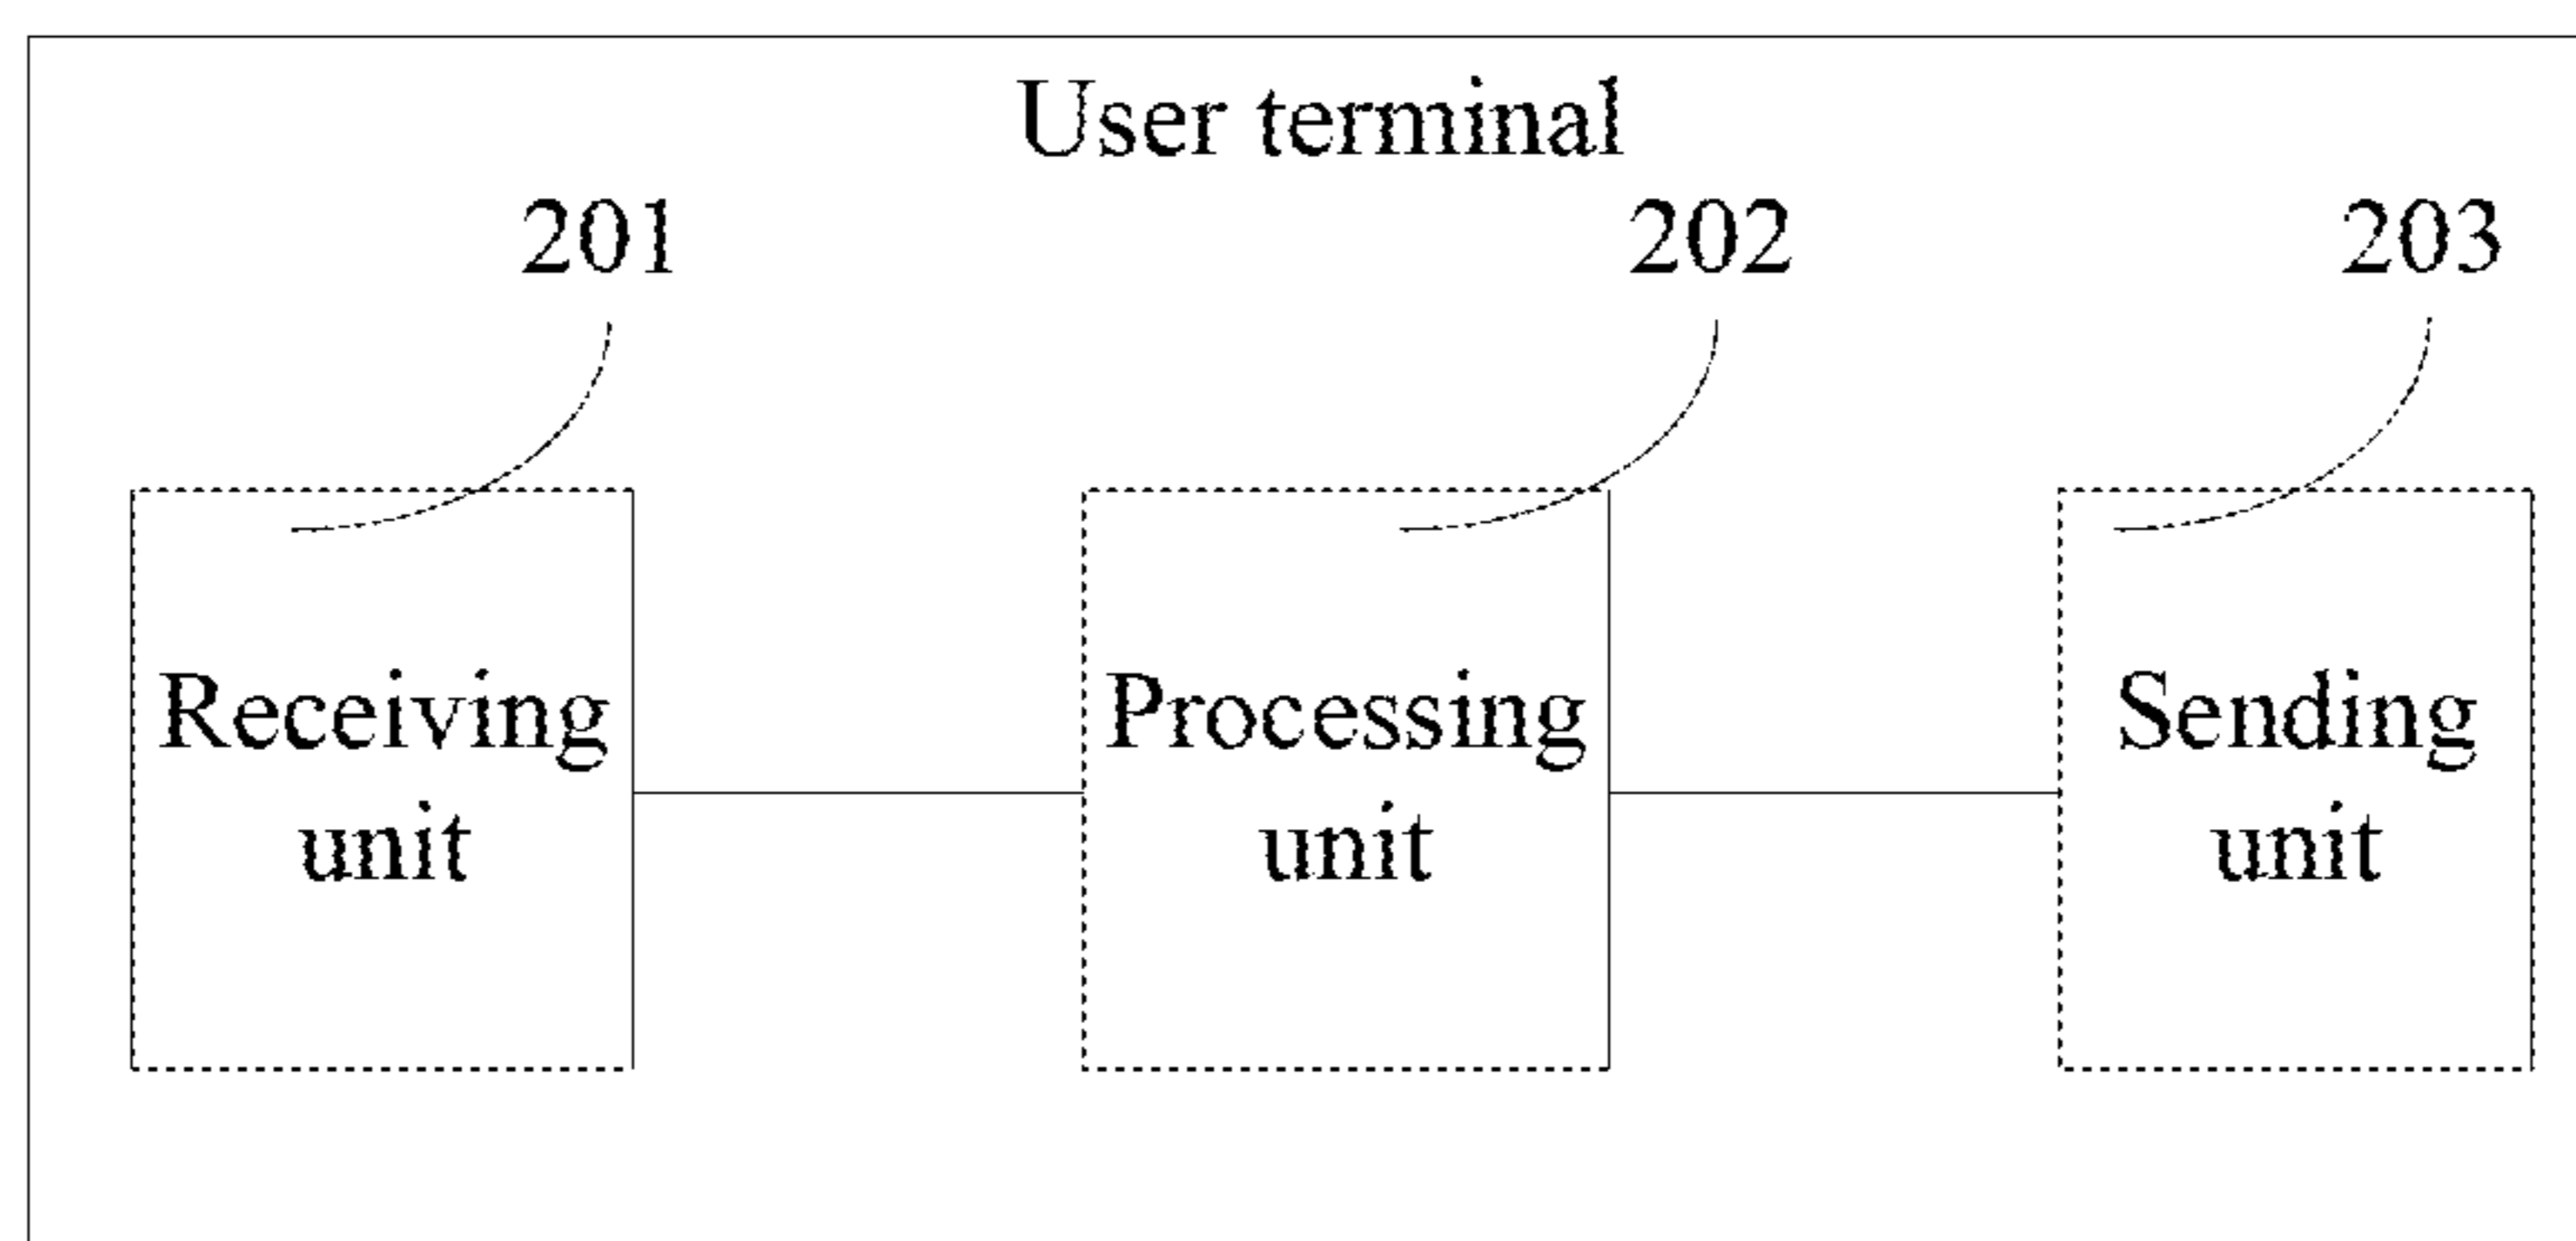 User terminal
201
202
203
Receiving
unit
Processing
unit
Sending
unit